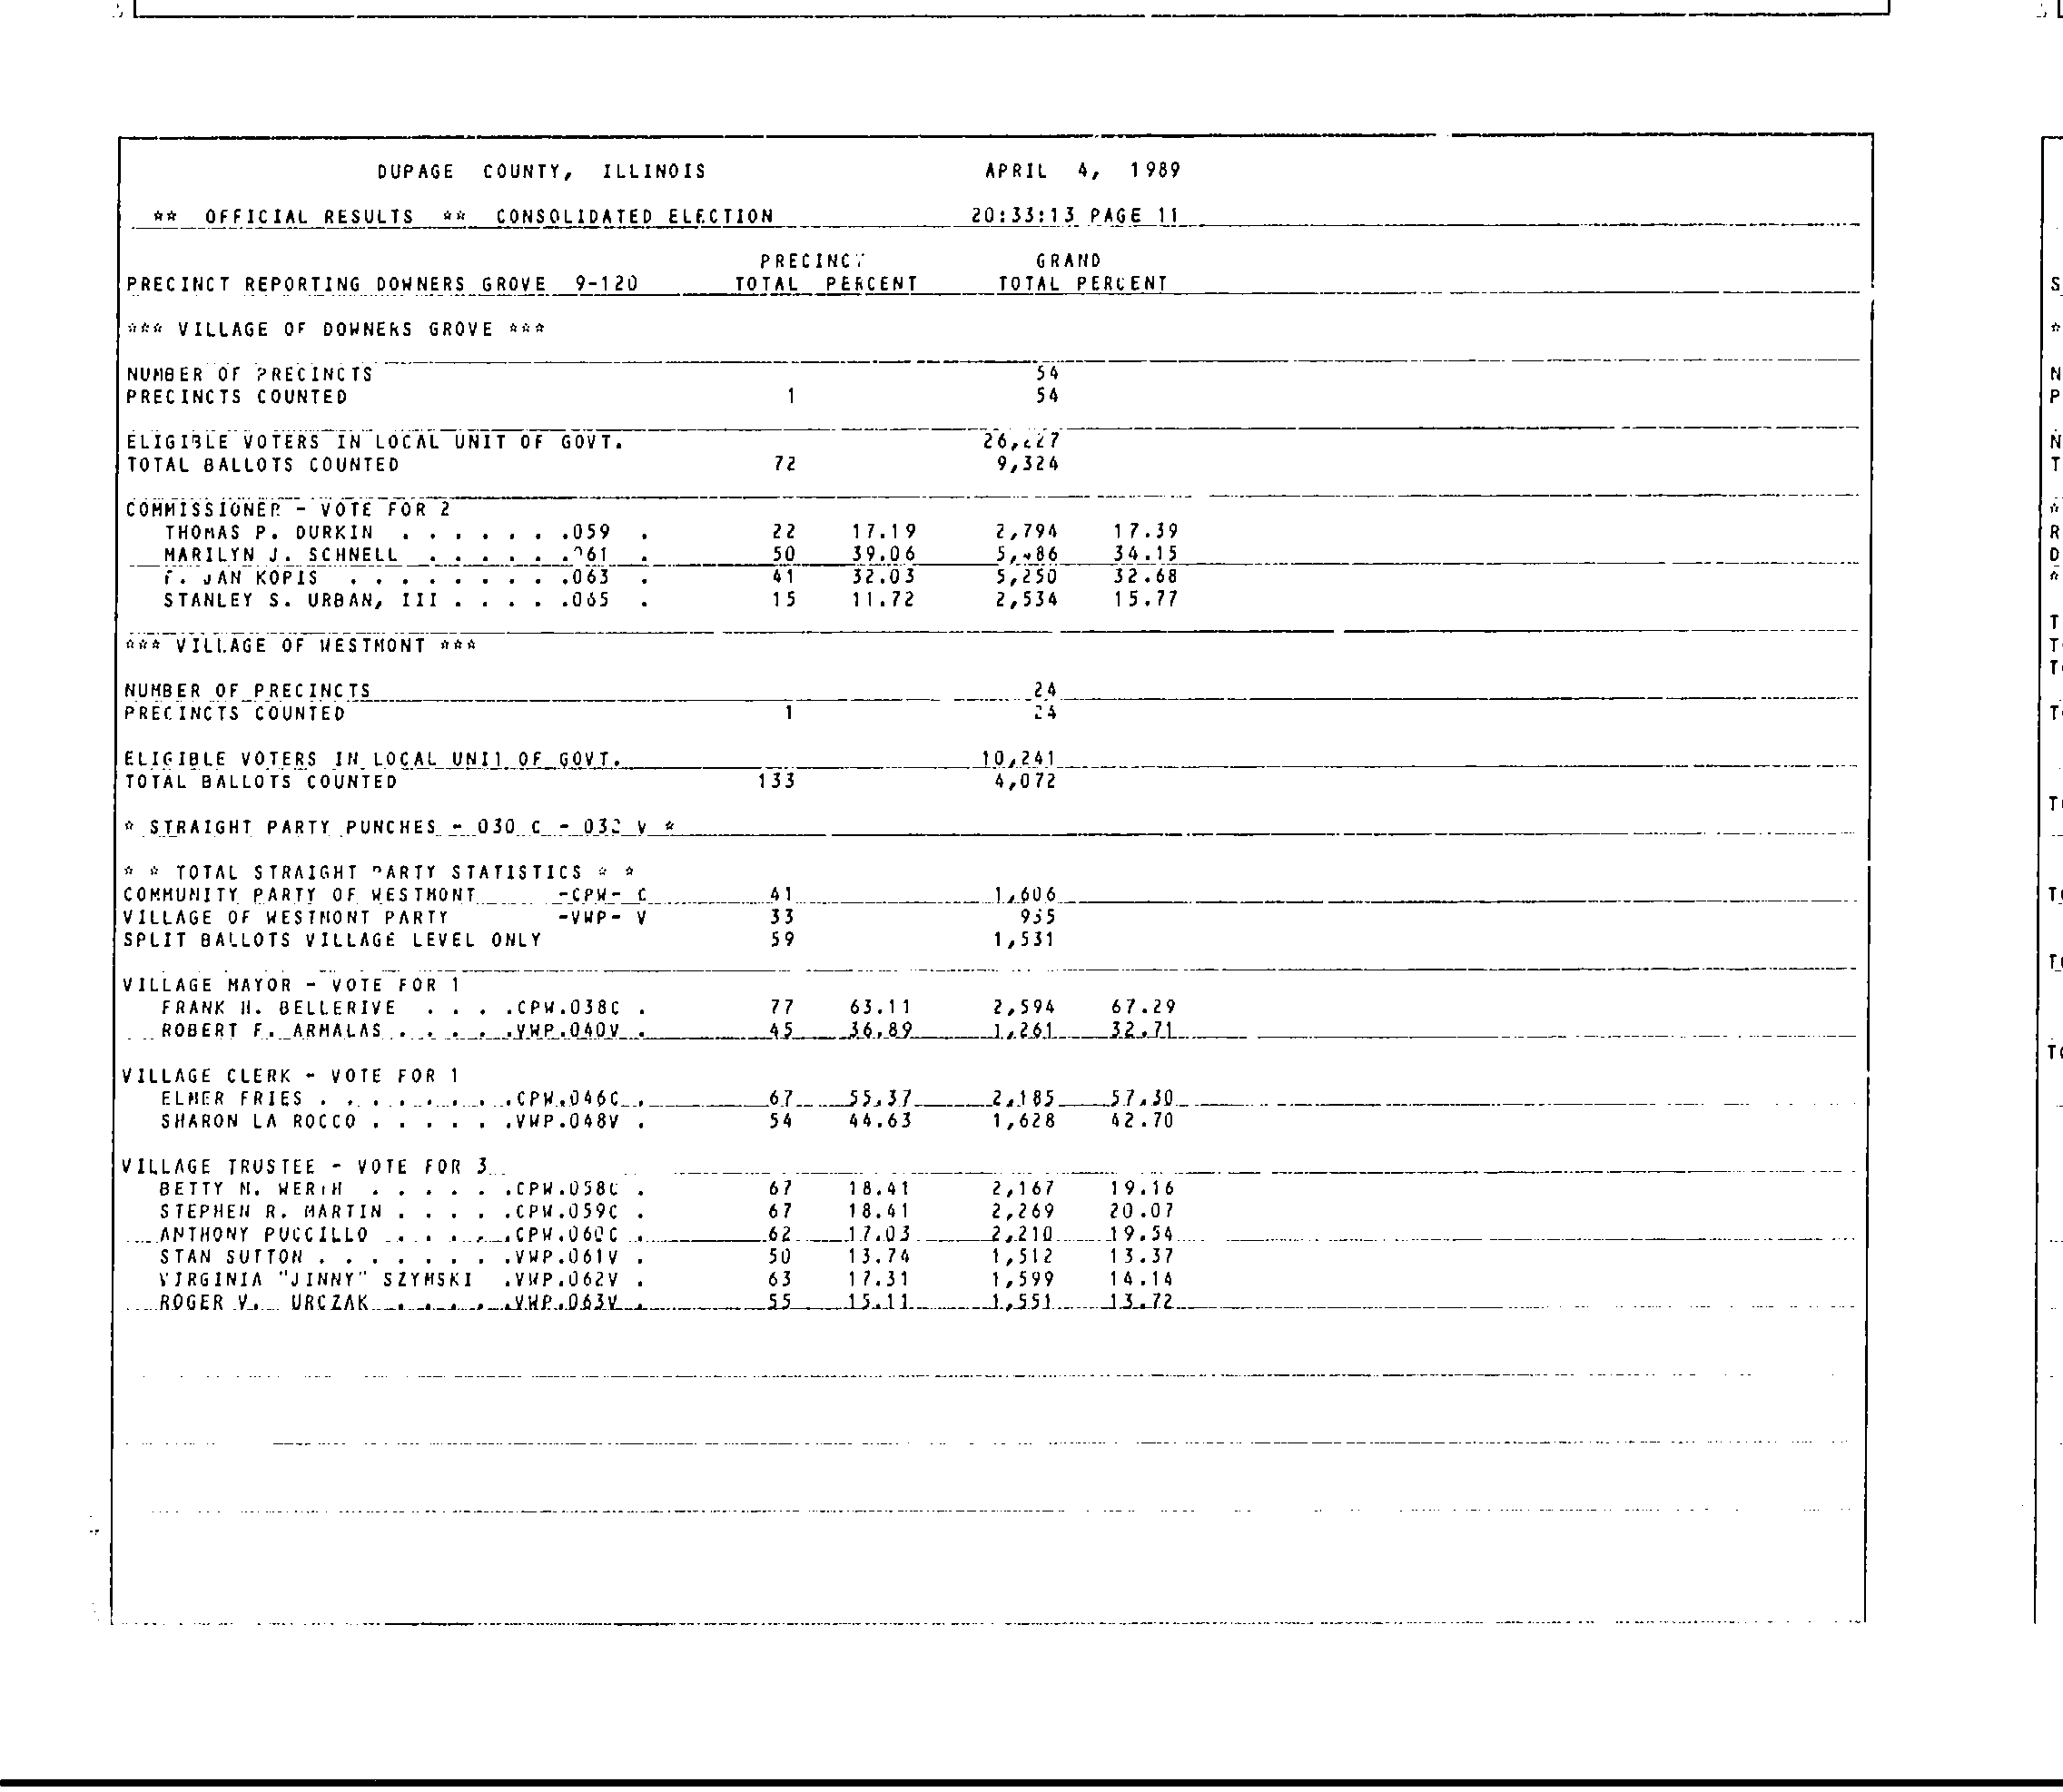 DUPAGE COUNTY, ILLINOIS APRIL 4, 1989
** OFFICIAL RESULTS ** CONSOLIDATED ELECTION 20:33:13 PAGE 11
PRECINCT GRAND
PRECINCT REPORTING DOWNERS GROVE 9-120 TOTAL PERCENT TOTAL PERCENT
*** VILLAGE OF DOWNERS GROVE ***
NUMBER OF PRECINCTS 54
PRECINCTS COUNTED 1 54
ELIGIBLE VOTERS IN LOCAL UNIT OF GOVT.
TOTAL BALLOTS COUNTED 72 9,324
COMMISSIONER - VOTE FOR 2
THOMAS P. DURKIN . . . . . . .059 . 22 17.19 2,794 17.39
MARILYN J. SCHNELL . . . . . .061 . 50 39.06 34.15
F. JAN KOPIS . . . . . . . . .063 . 41 32.03 5,250 32.68
STANLEY S. URBAN, III . . . . .065 . 15 11.72 2,534 15.77
*** VILLAGE OF WESTMONT ***
NUMBER OF PRECINCTS 24
PRECINCTS COUNTED 1 24
ELIGIBLE VOTERS IN LOCAL UNIT OF GOVT. 10,241
TOTAL BALLOTS COUNTED 133 4,072
* STRAIGHT PARTY PUNCHES - 030 C - 032 V *
* * TOTAL STRAIGHT PARTY STATISTICS * *
COMMUNITY PARTY OF WESTMONT -CPW- C 41 1,606
VILLAGE OF WESTMONT PARTY -VWP- V 33 935
SPLIT BALLOTS VILLAGE LEVEL ONLY 59 1,531
VILLAGE MAYOR - VOTE FOR 1
FRANK H. BELLERIVE . . . .CPW.038C . 77 63.11 2,594 67.29
ROBERT F. ARMALAS . . . . .VWP.040V . 45 36.89 1,261 32.71
VILLAGE CLERK - VOTE FOR 1
ELMER FRIES . . . . . . . .CPW.046C . 67 55.37 2,185 57.30
SHARON LA ROCCO . . . . . .VWP.048V . 54 44.63 1,628 42.70
VILLAGE TRUSTEE - VOTE FOR 3
BETTY M. WERTH . . . . . .CPW.058C . 67 18.41 2,167 19.16
STEPHEN R. MARTIN . . . . .CPW.059C . 67 18.41 2,269 20.07
ANTHONY PUCCILLO . . . . .CPW.060C . 62 17.03 2,210 19.54
STAN SUTTON . . . . . . . .VWP.061V . 50 13.74 1,512 13.37
VIRGINIA "JINNY" SZYMSKI .VWP.062V . 63 17.31 1,599 14.14
ROGER V. URCZAK . . . . . .VWP.063V . 55 15.11 1,551 13.72